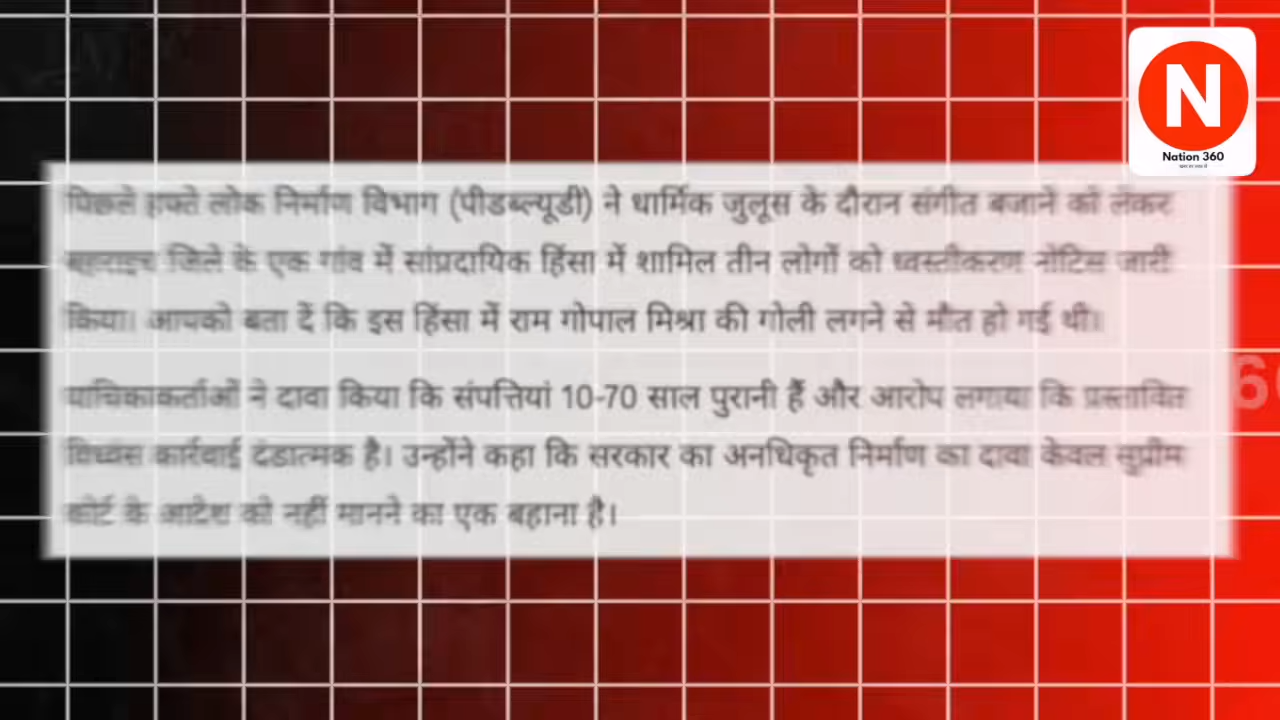 N
Nation 360
पिछले हफ्ते लोक निर्माण विभाग (पीडब्ल्यूडी) ने धार्मिक जुलूस के दौरान संगीत बजाने को लेकर
बहराइच जिले के एक गांव में सांप्रदायिक हिंसा में शामिल तीन लोगों को ध्वस्तीकरण नोटिस जारी
किया। आपको बता दें कि इस हिंसा में राम गोपाल मिश्रा की गोली लगने से मौत हो गई थी।
याचिकाकर्ताओं ने दावा किया कि संपत्तियां 10-70 साल पुरानी हैं और आरोप लगाया कि प्रस्तावित
विध्वंस कार्रवाई दंडात्मक है। उन्होंने कहा कि सरकार का अनधिकृत निर्माण का दावा केवल सुप्रीम
कोर्ट के आदेश को नहीं मानने का एक बहाना है।